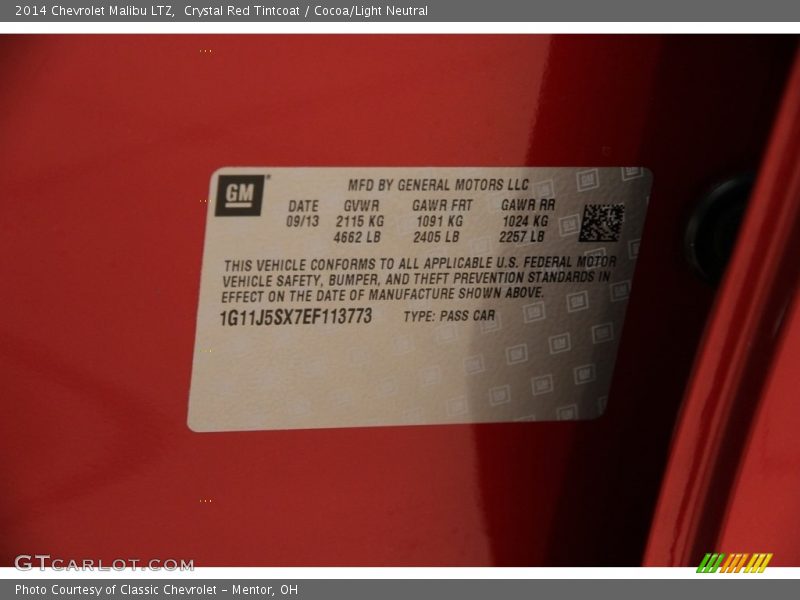 2014 Chevrolet Malibu LTZ,  Crystal Red Tintcoat / Cocoa/Light Neutral
GM
MFD BY GENERAL MOTORS LLC
DATE GVWR GAWR FRT GAWR RR
09/13 2115 KG 1091 KG 1024 KG
4662 LB 2405 LB 2257 LB
THIS VEHICLE CONFORMS TO ALL APPLICABLE U.S. FEDERAL MOTOR
VEHICLE SAFETY, BUMPER, AND THEFT PREVENTION STANDARDS IN
EFFECT ON THE DATE OF MANUFACTURE SHOWN ABOVE.
1G11J5SX7EF113773 TYPE: PASS CAR
GTCARLOT.COM
Photo Courtesy of Classic Chevrolet - Mentor, OH